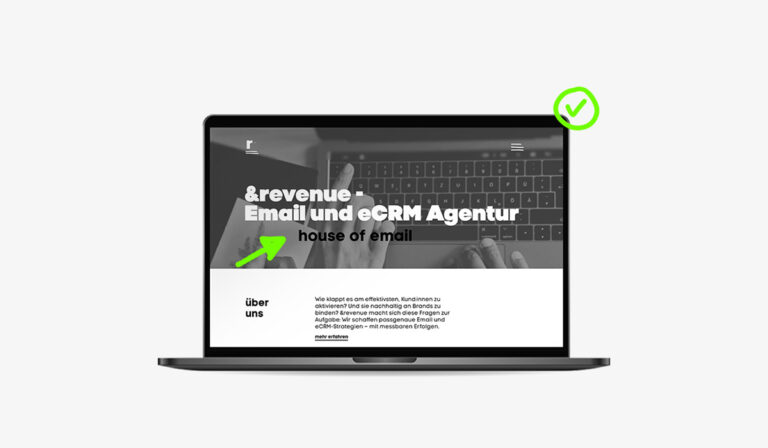 r
&revenue -
Email und eCRM Agentur
house of email
über
uns
Wie klappt es am effektivsten, Kund:innen zu
aktivieren? Und sie nachhaltig an Brands zu
binden? &revenue macht sich diese Fragen zur
Aufgabe: Wir schaffen passgenaue Email und
eCRM-Strategien – mit messbaren Erfolgen.
mehr erfahren